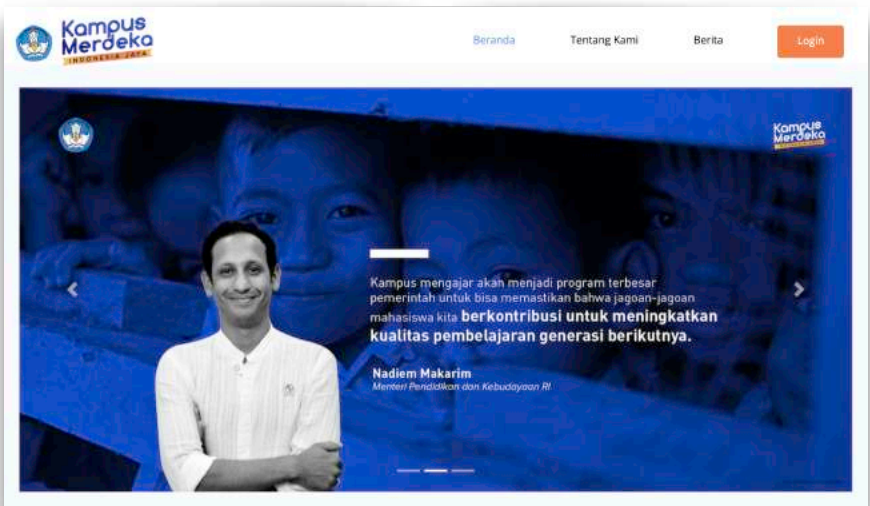 Kampus
Merdeka
INDONESIA JAYA
Beranda
Tentang Kami
Berita
Login
Kampus
Merdeka
Kampus mengajar akan menjadi program terbesar
pemerintah untuk bisa memastikan bahwa jagoan-jagoan
mahasiswa kita berkontribusi untuk meningkatkan
kualitas pembelajaran generasi berikutnya.
Nadiem Makarim
Menteri Pendidikan dan Kebudayaan RI